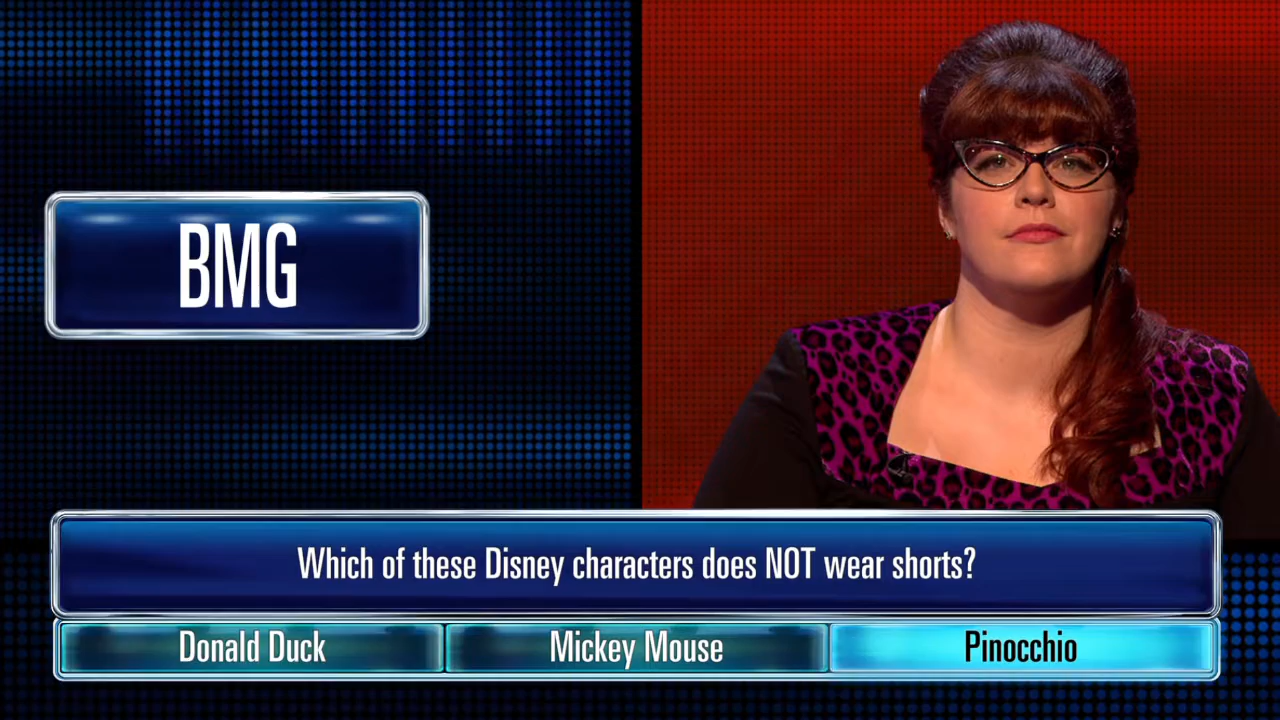 BMG
Which of these Disney characters does NOT wear shorts?
Donald Duck
Mickey Mouse
Pinocchio